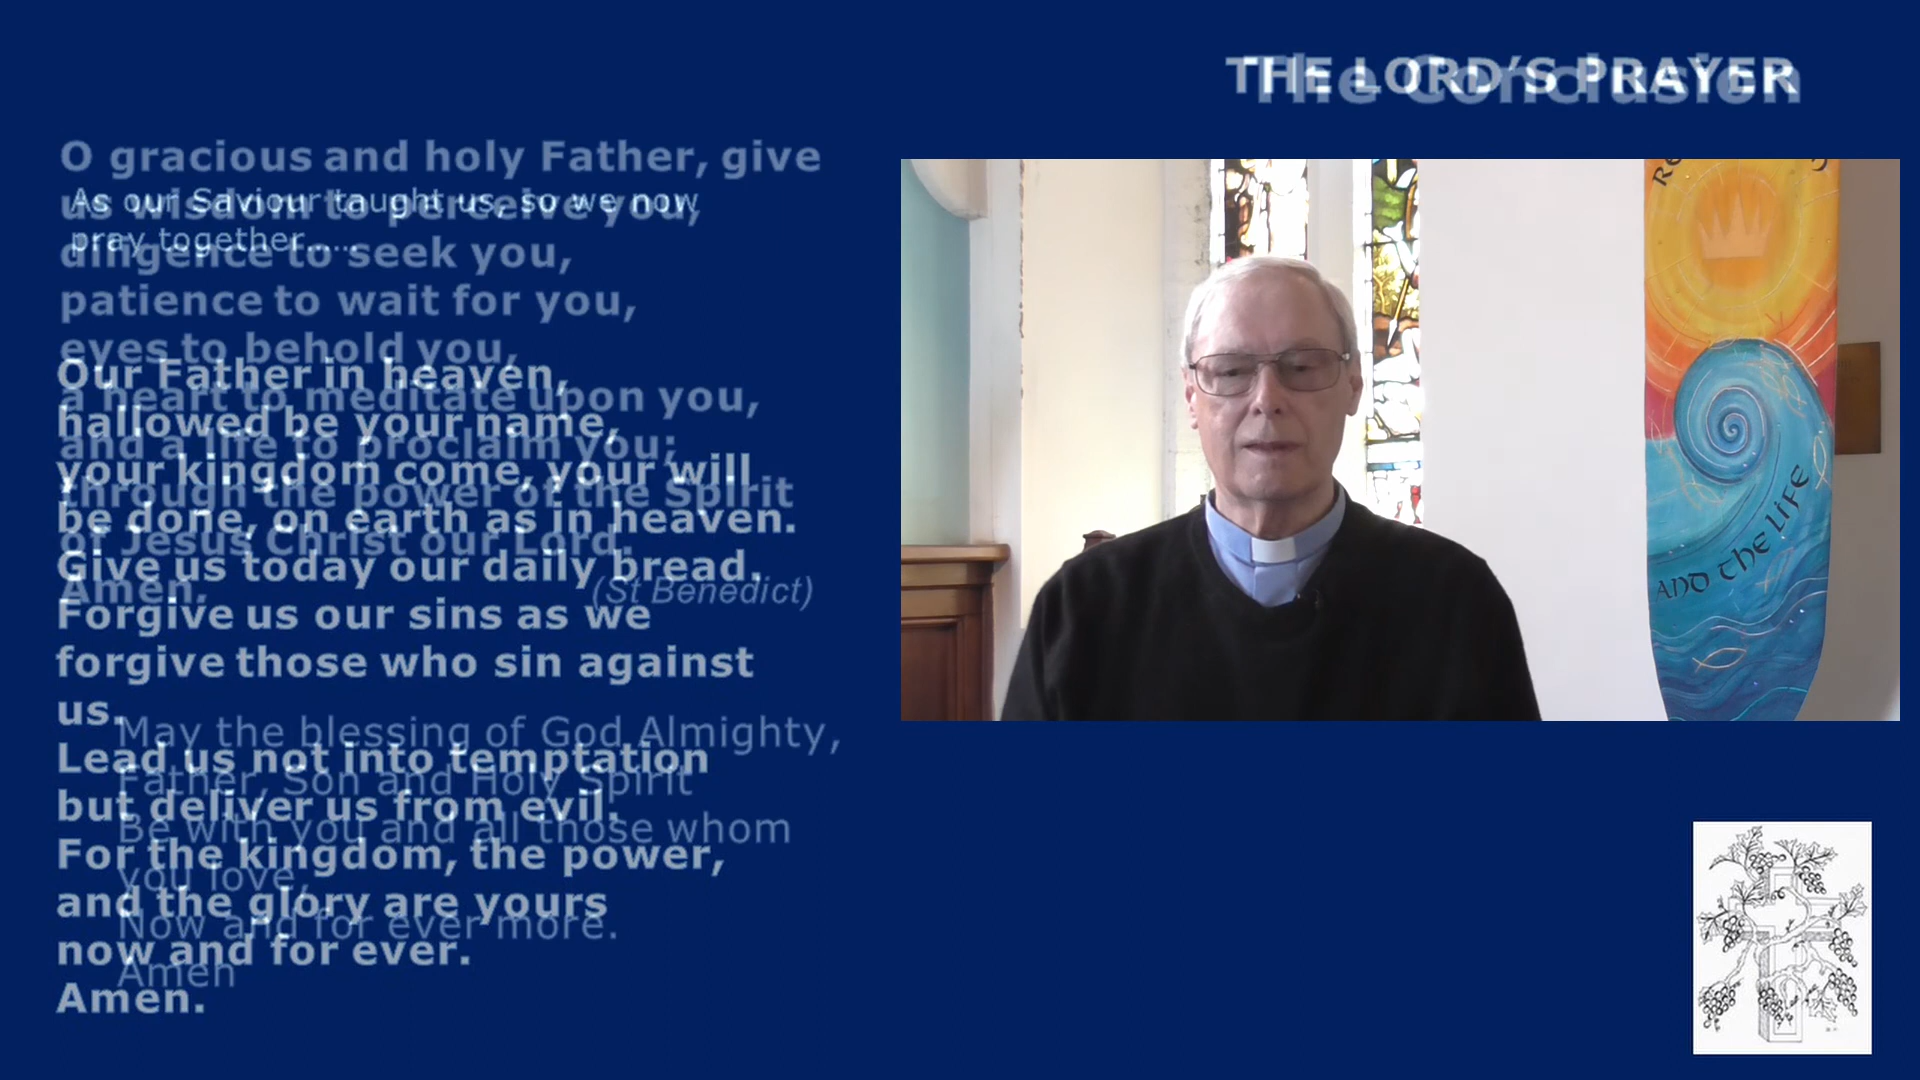 THE LORD'S PRAYER
The Conclusion
As our Saviour taught us, so we now
pray together......
Our Father in heaven,
hallowed be your name,
your kingdom come, your will
be done, on earth as in heaven.
Give us today our daily bread.
Forgive us our sins as we
forgive those who sin against
us.
Lead us not into temptation
but deliver us from evil.
For the kingdom, the power,
and the glory are yours
now and for ever.
Amen.
O gracious and holy Father, give
us wisdom to perceive you,
diligence to seek you,
patience to wait for you,
eyes to behold you,
a heart to meditate upon you,
and a life to proclaim you;
through the power of the Spirit
of Jesus Christ our Lord.
Amen. (St Benedict)
May the blessing of God Almighty,
Father, Son and Holy Spirit
Be with you and all those whom
you love,
Now and for ever more.
Amen
AND THE LIFE